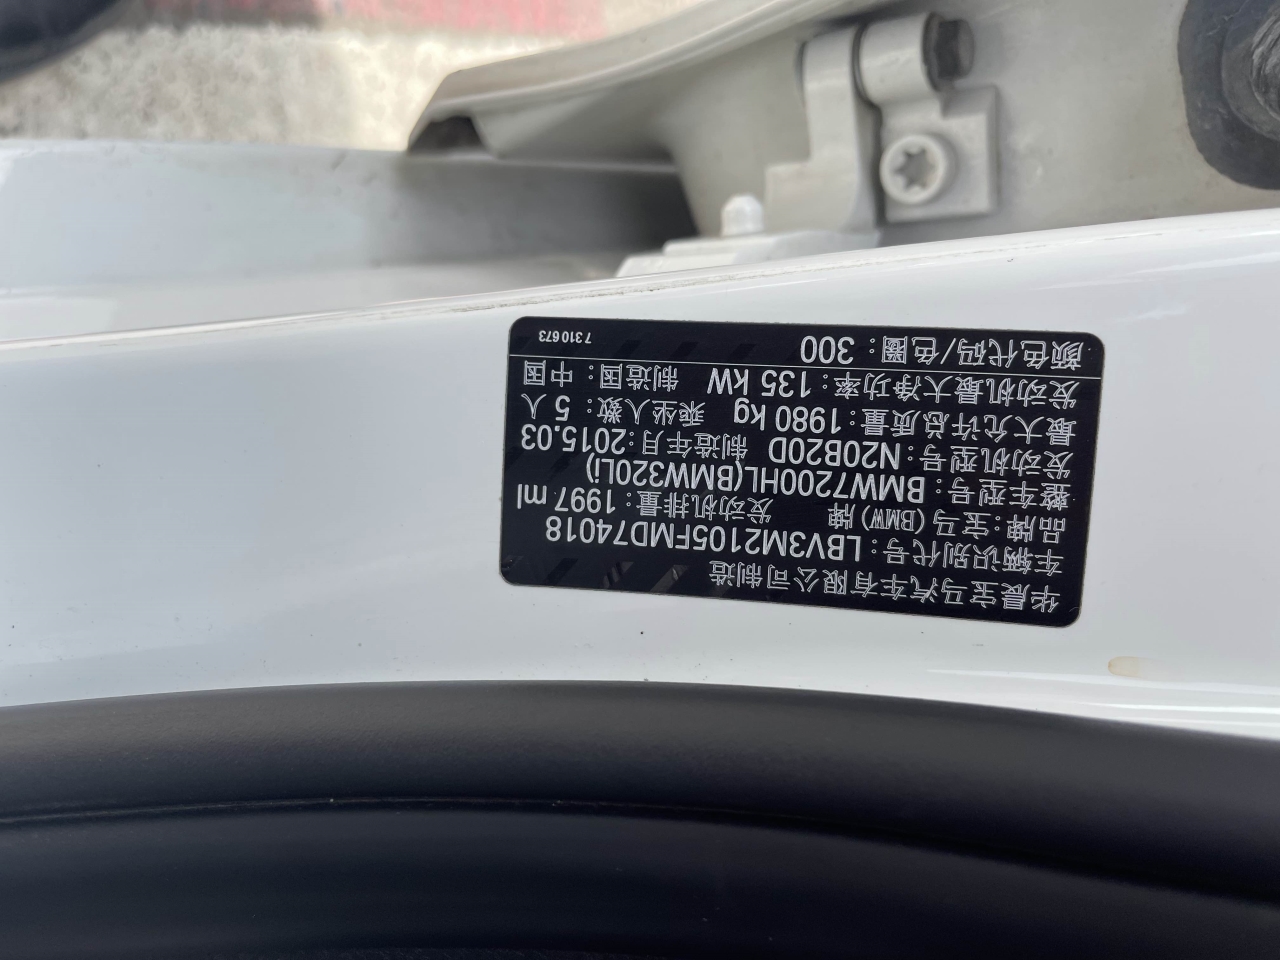 华晨宝马汽车有限公司制造
车辆识别代号：LBV3M2105FMD74018
品牌：宝马(BMW)牌 发动机排量：1997 ml
整车型号：BMW7200HL(BMW320Li)
发动机型号：N20B20D 制造年月：2015.03
最大允许总质量：1980 kg 乘坐人数：5 人
发动机最大净功率：135 kW 制造国：中国
颜色代码/色圈：300 7 310 673